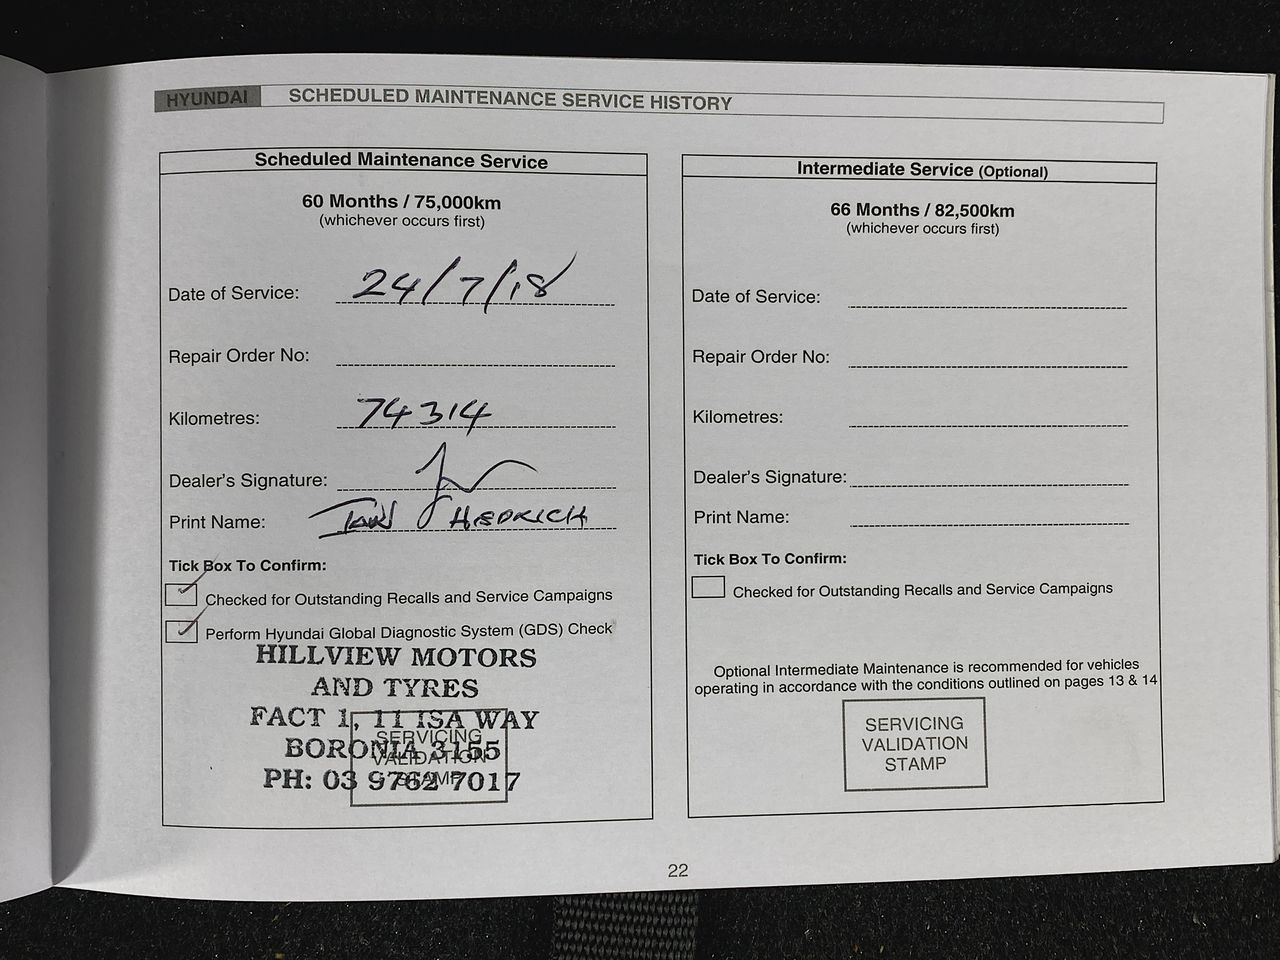 HYUNDAI SCHEDULED MAINTENANCE SERVICE HISTORY
Scheduled Maintenance Service
60 Months / 75,000km
(whichever occurs first)
Date of Service: 24/7/18
Repair Order No:
Kilometres: 74314
Dealer's Signature:
Print Name: HEDRICH
Tick Box To Confirm:
Checked for Outstanding Recalls and Service Campaigns
Perform Hyundai Global Diagnostic System (GDS) Check
HILLVIEW MOTORS
AND TYRES
FACT 1, 11 ISA WAY
BORONIA 3155
PH: 03 9762 7017
SERVICING
VALIDATION
STAMP
Intermediate Service (Optional)
66 Months / 82,500km
(whichever occurs first)
Date of Service:
Repair Order No:
Kilometres:
Dealer's Signature:
Print Name:
Tick Box To Confirm:
Checked for Outstanding Recalls and Service Campaigns
Optional Intermediate Maintenance is recommended for vehicles
operating in accordance with the conditions outlined on pages 13 & 14
SERVICING
VALIDATION
STAMP
22